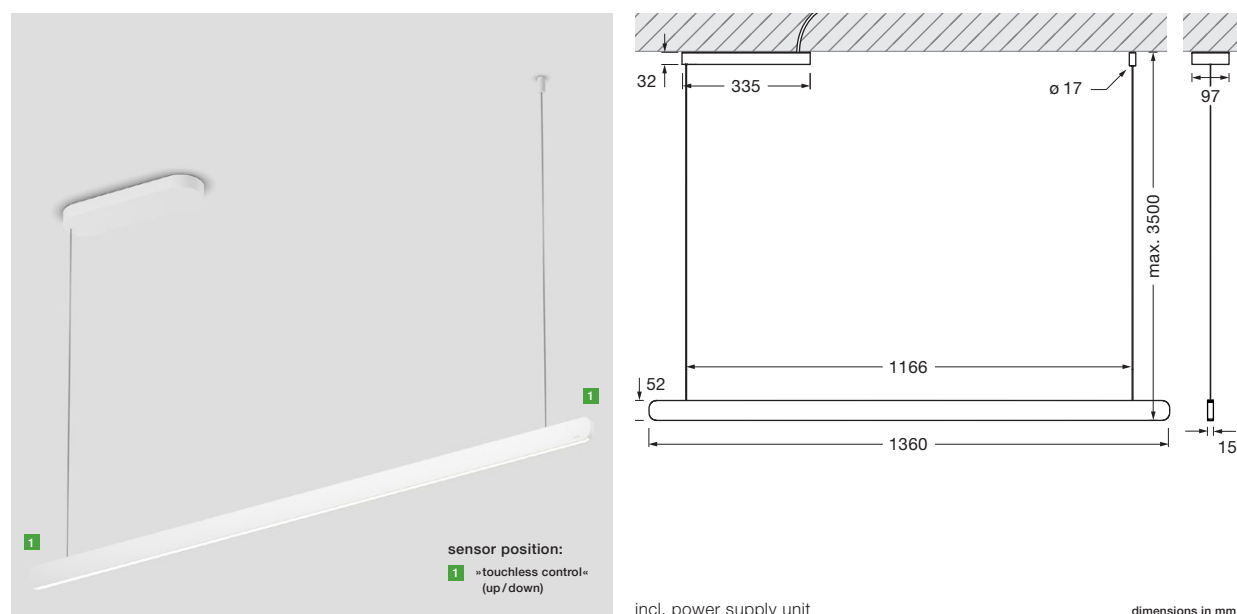 1
1
sensor position:
1 »touchless control«
(up/down)
32
335
ø 17
97
max. 3500
1166
52
1360
15
incl. power supply unit
dimensions in mm